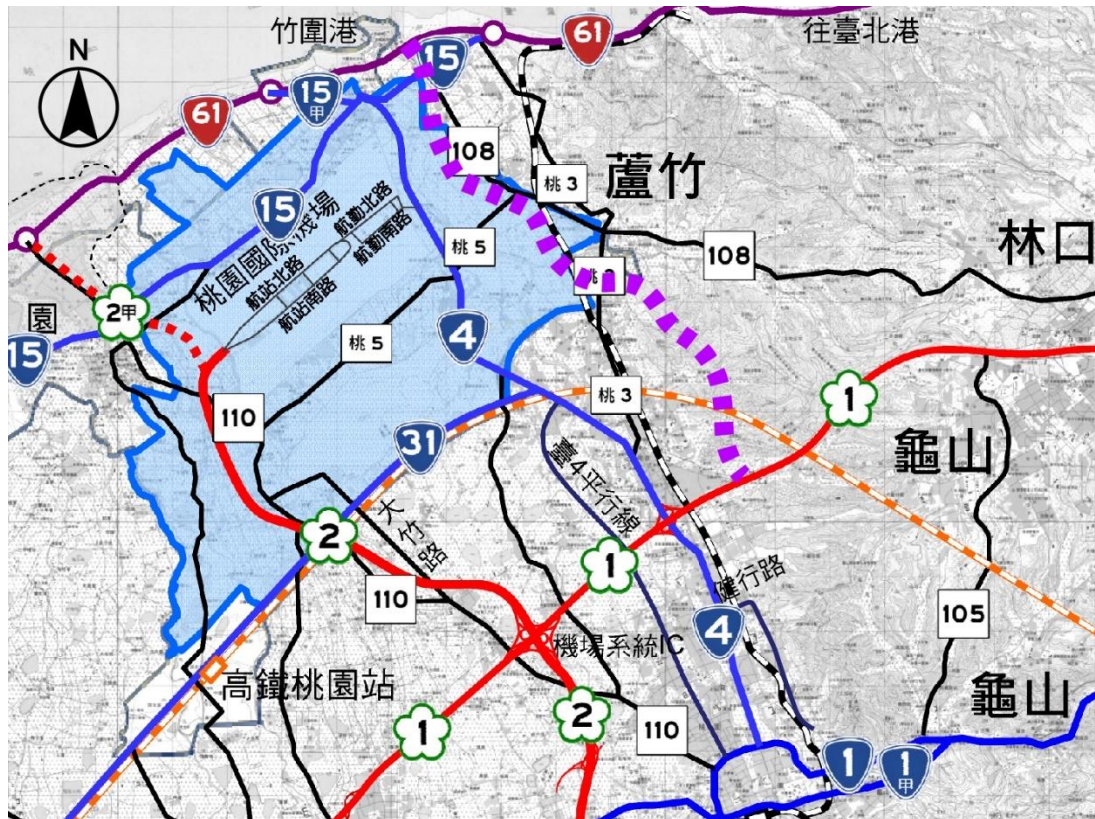 竹圍港
61
往臺北港
N
15
15甲
61
108
桃 3
蘆竹
15
航勤北路
航勤南路
桃 5
108
林口
桃園國際機場
航站北路
航站南路
園
2甲
15
4
桃 5
桃 3
1
110
31
龜山
臺4平行線
大竹路
2
1
健行路
110
4
105
機場系統IC
高鐵桃園站
龜山
2
1
110
1
1甲